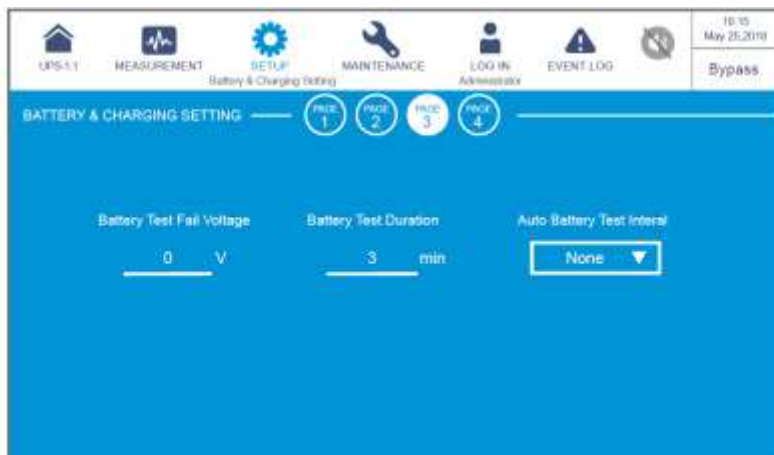 10:15
May 25,2018
UPS-1.1
MEASUREMENT
SETUP
MAINTENANCE
LOG IN
EVENT LOG
Bypass
Battery & Charging Setting
Administrator
BATTERY & CHARGING SETTING
PAGE 1
PAGE 2
PAGE 3
PAGE 4
Battery Test Fail Voltage
Battery Test Duration
Auto Battery Test Interal
0 V
3 min
None